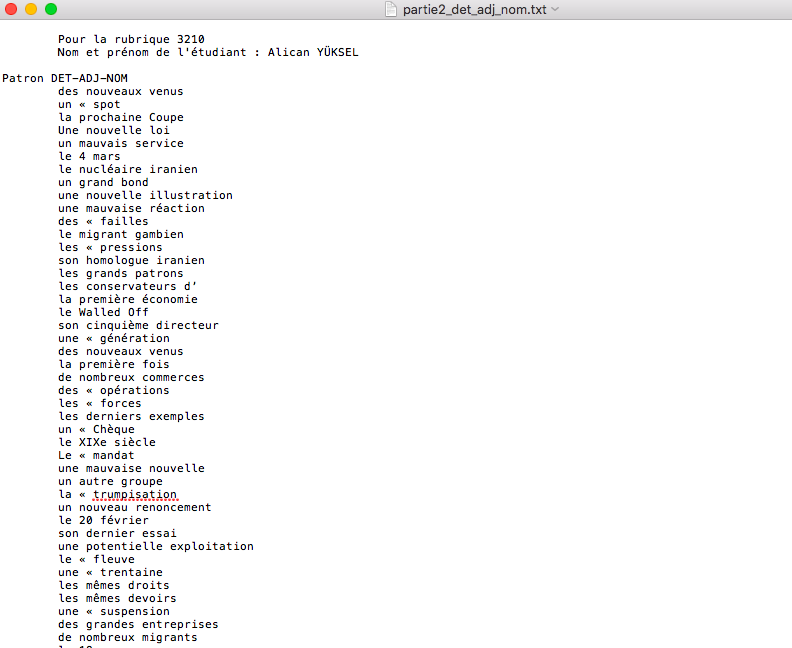 partie2_det_adj_nom.txt
Pour la rubrique 3210
Nom et prénom de l'étudiant : Alican YÜKSEL
Patron DET-ADJ-NOM
des nouveaux venus
un « spot
la prochaine Coupe
Une nouvelle loi
un mauvais service
le 4 mars
le nucléaire iranien
un grand bond
une nouvelle illustration
une mauvaise réaction
des « failles
le migrant gambien
les « pressions
son homologue iranien
les grands patrons
les conservateurs d’
la première économie
le Walled Off
son cinquième directeur
une « génération
des nouveaux venus
la première fois
de nombreux commerces
des « opérations
les « forces
les derniers exemples
un « Chèque
le XIXe siècle
Le « mandat
une mauvaise nouvelle
un autre groupe
la « trumpisation
un nouveau renoncement
le 20 février
son dernier essai
une potentielle exploitation
le « fleuve
une « trentaine
les mêmes droits
les mêmes devoirs
une « suspension
des grandes entreprises
de nombreux migrants